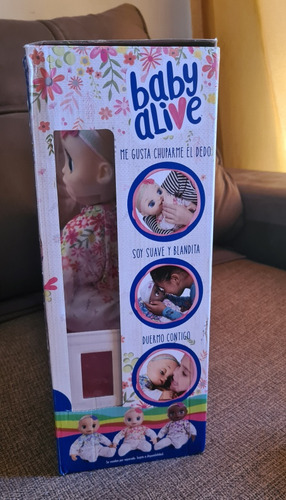 baby
alive
ME GUSTA CHUPARME EL DEDO
SOY SUAVE Y BLANDITA
DUERMO CONTIGO